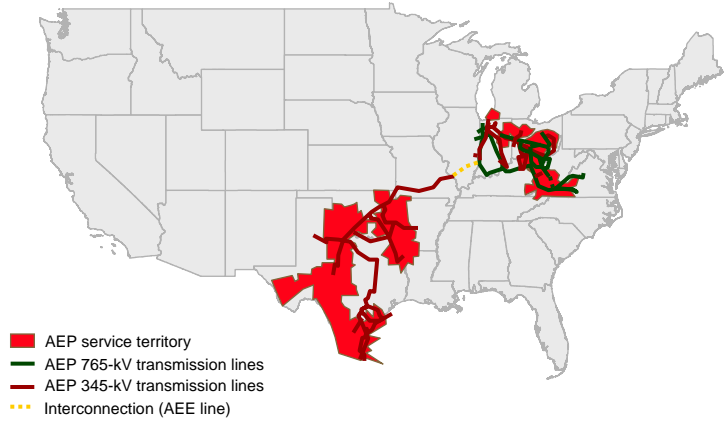 AEP service territory
AEP 765-kV transmission lines
AEP 345-kV transmission lines
Interconnection (AEE line)